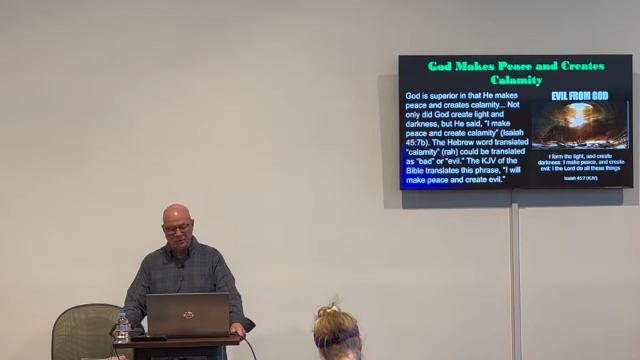 God Makes Peace and Creates
Calamity
God is superior in that He makes
peace and creates calamity... Not
only did God create light and
darkness, but He said, "I make
peace and create calamity" (Isaiah
45:7b). The Hebrew word translated
"calamity" (rah) could be translated
as "bad" or "evil." The KJV of the
Bible translates this phrase, "I will
make peace and create evil."
EVIL FROM GOD
I form the light, and create
darkness: I make peace, and create
evil: I the Lord do all these things
Isaiah 45:7 (KJV)
hp